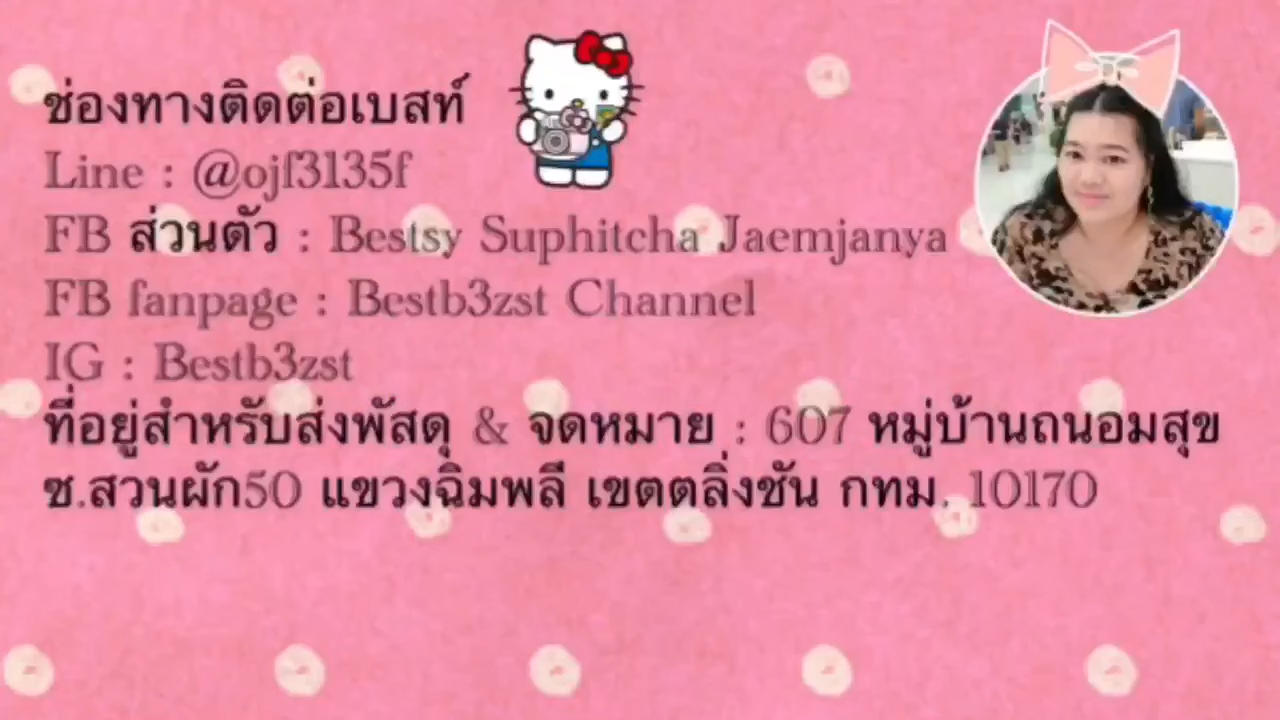 ช่องทางติดต่อเบสท์
Line : @ojf3135f
FB ส่วนตัว : Bestsy Suphitcha Jaemjanya
FB fanpage : Bestb3zst Channel
IG : Bestb3zst
ที่อยู่สำหรับส่งพัสดุ & จดหมาย : 607 หมู่บ้านถนอมสุข
ซ.สวนผัก50 แขวงฉิมพลี เขตตลิ่งชัน กทม. 10170